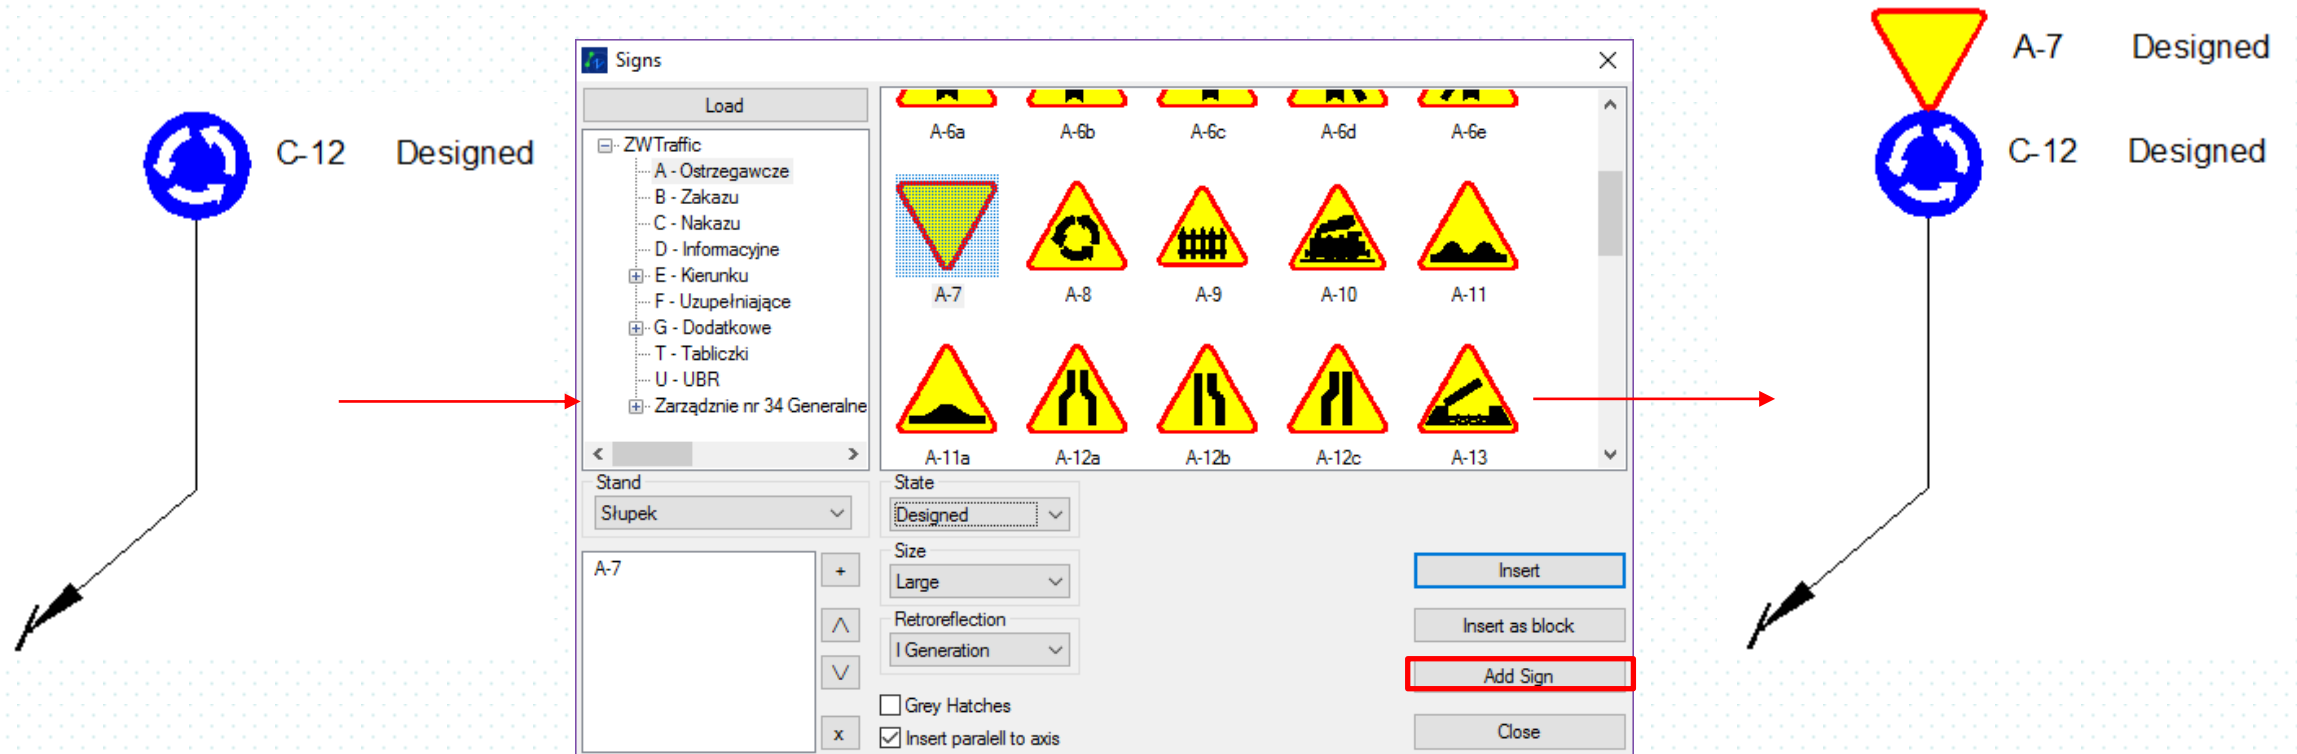 C-12 Designed
Signs
Load
ZWTraffic
A - Ostrzegawcze
B - Zakazu
C - Nakazu
D - Informacyjne
E - Kierunku
F - Uzupełniające
G - Dodatkowe
T - Tabliczki
U - UBR
Zarządznie nr 34 Generalne
A-6a A-6b A-6c A-6d A-6e
A-7 A-8 A-9 A-10 A-11
A-11a A-12a A-12b A-12c A-13
Stand
Słupek
State
Designed
A-7
+
x
Size
Large
Retroreflection
I Generation
Grey Hatches
Insert paralell to axis
Insert
Insert as block
Add Sign
Close
A-7 Designed
C-12 Designed